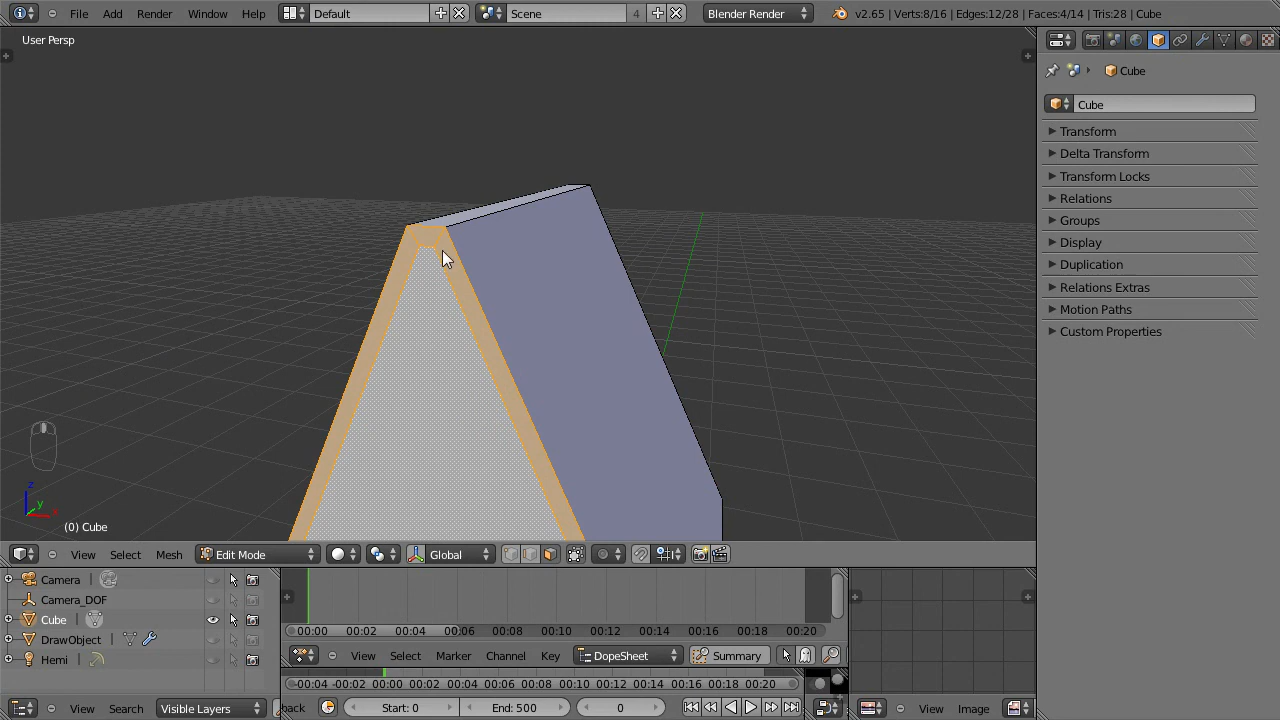 File Add Render Window Help Default Scene 4 Blender Render v2.65 | Verts:8/16 | Edges:12/28 | Faces:4/14 | Tris:28 | Cube
User Persp
Cube
Cube
Transform
Delta Transform
Transform Locks
Relations
Groups
Display
Duplication
Relations Extras
Motion Paths
Custom Properties
z
y
x
(0) Cube
View Select Mesh Edit Mode Global
Camera
Camera_DOF
Cube
DrawObject
Hemi
00:00 00:02 00:04 00:06 00:08 00:10 00:12 00:14 00:16 00:18 00:20
View Select Marker Channel Key DopeSheet Summary
-00:04 -00:02 00:00 00:02 00:04 00:06 00:08 00:10 00:12 00:14 00:16 00:18 00:20
View Search Visible Layers back Start: 0 End: 500 0 View Image